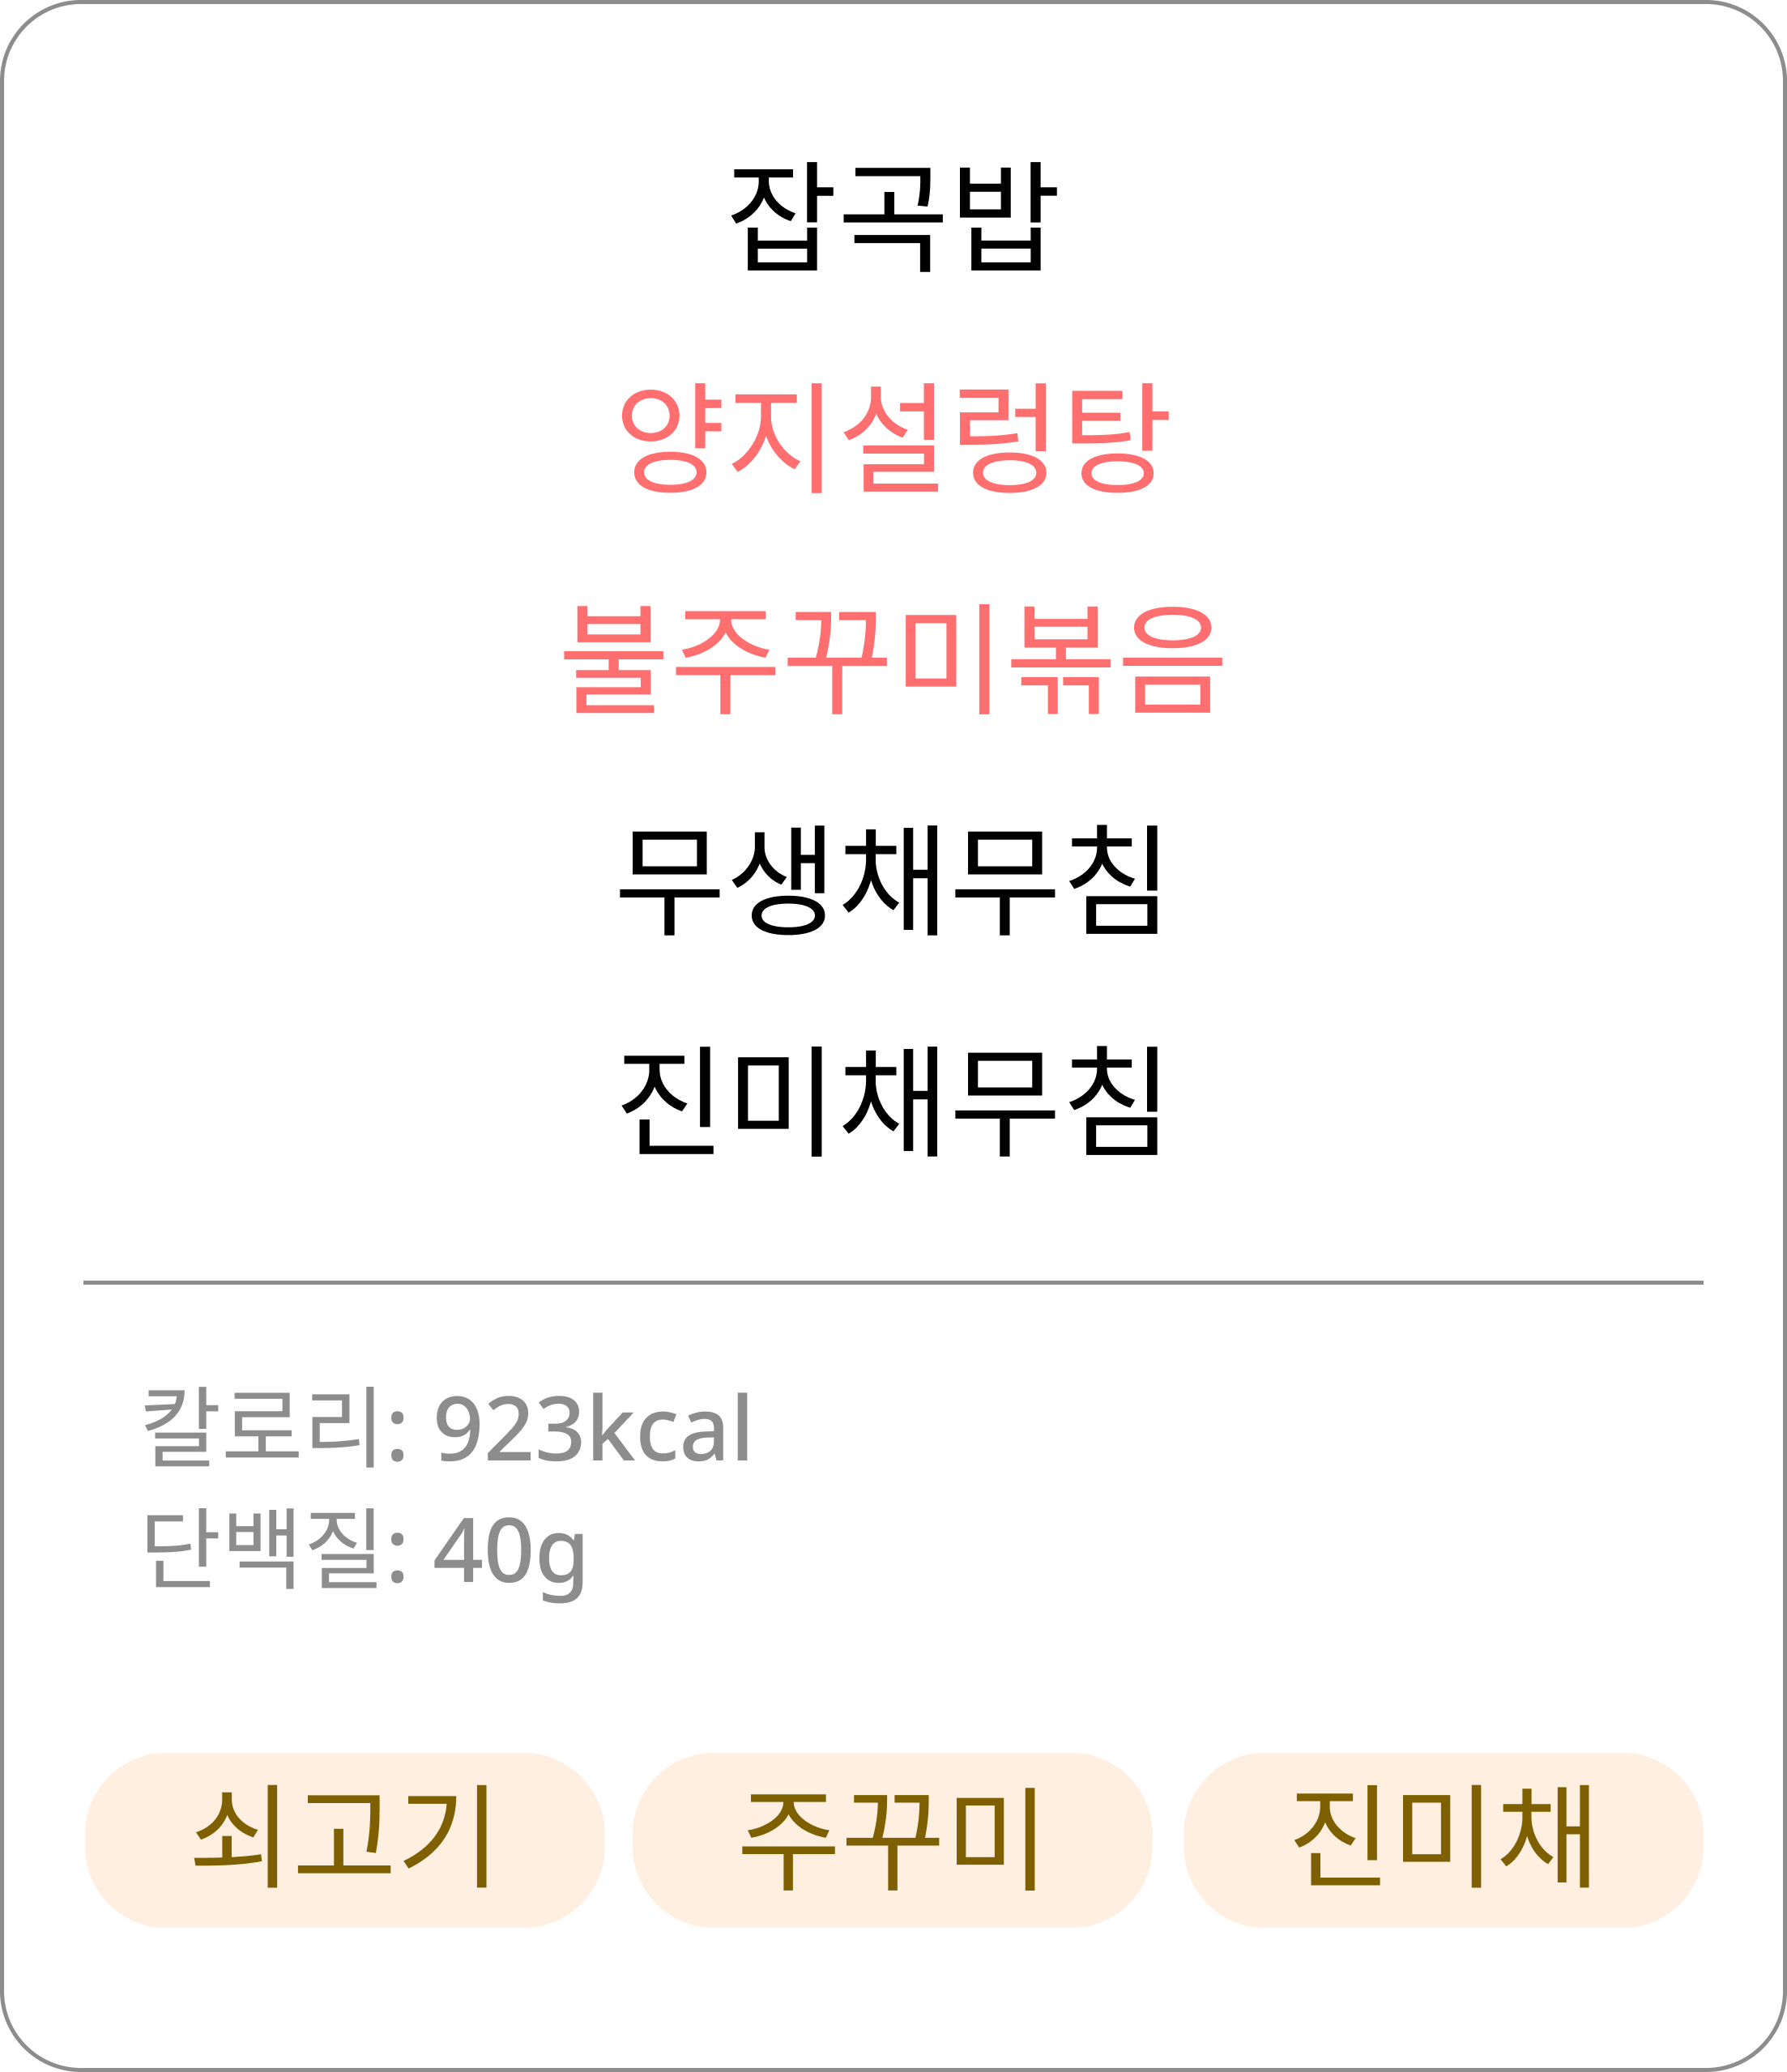 잡곡밥
양지설렁탕
불주꾸미볶음
무생채무침
진미채무침
칼로리: 923kcal
단백질: 40g
쇠고기 주꾸미 진미채